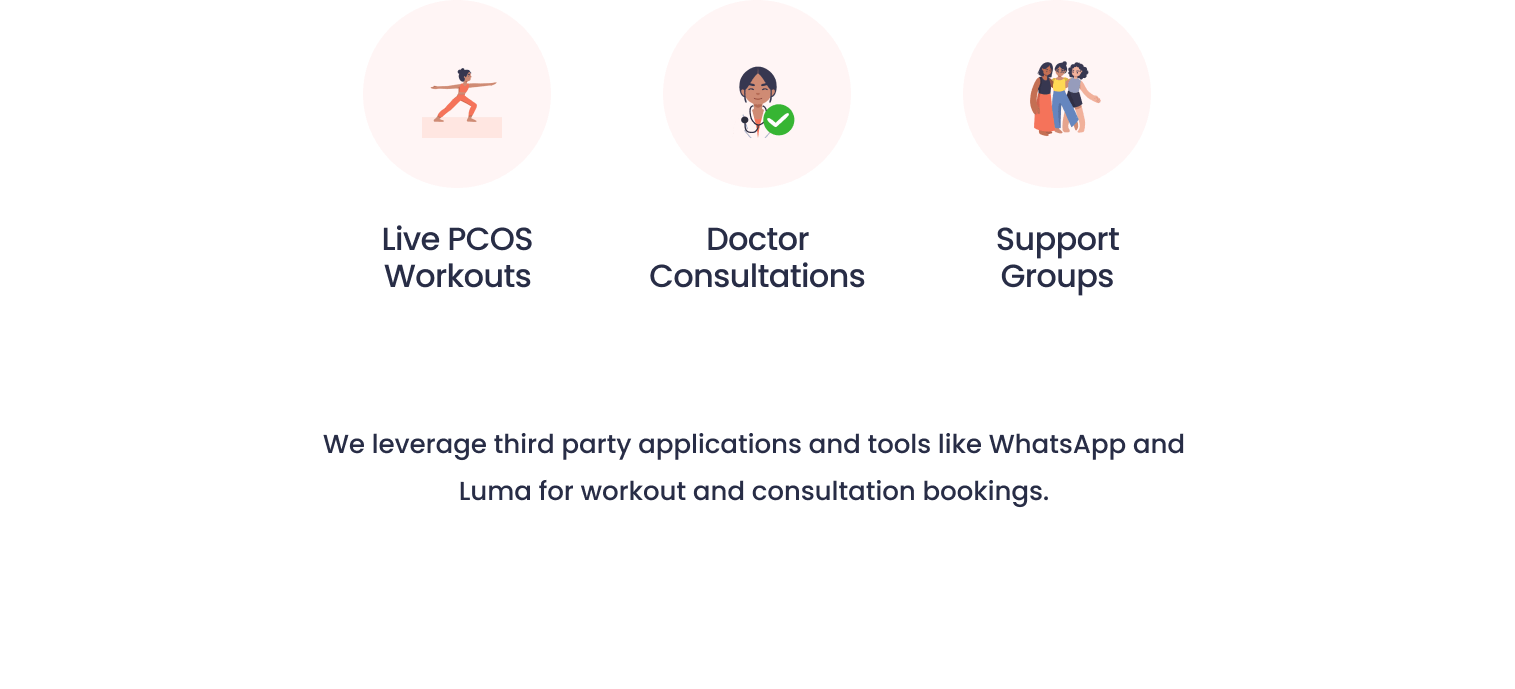 Live PCOS
Workouts
Doctor
Consultations
Support
Groups
We leverage third party applications and tools like WhatsApp and
Luma for workout and consultation bookings.